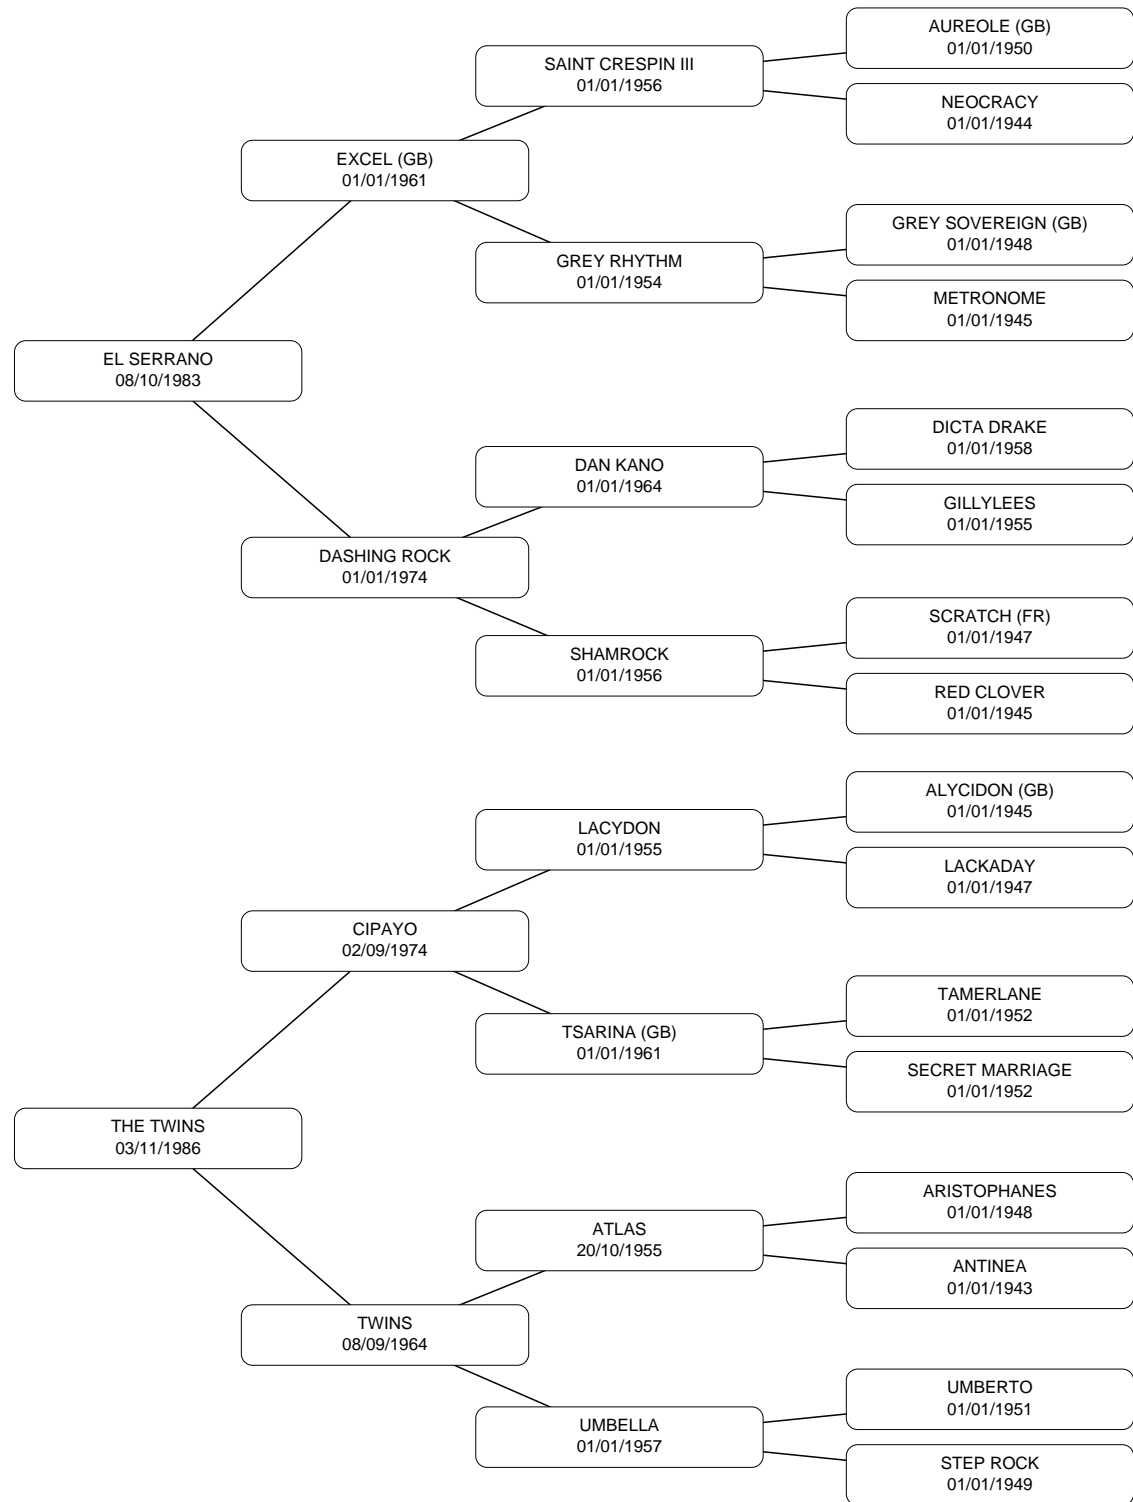 AUREOLE (GB)
01/01/1950
SAINT CRESPIN III
01/01/1956
NEOCRACY
01/01/1944
EXCEL (GB)
01/01/1961
GREY SOVEREIGN (GB)
01/01/1948
GREY RHYTHM
01/01/1954
METRONOME
01/01/1945
EL SERRANO
08/10/1983
DICTA DRAKE
01/01/1958
DAN KANO
01/01/1964
GILLYLEES
01/01/1955
DASHING ROCK
01/01/1974
SCRATCH (FR)
01/01/1947
SHAMROCK
01/01/1956
RED CLOVER
01/01/1945
ALYCIDON (GB)
01/01/1945
LACYDON
01/01/1955
LACKADAY
01/01/1947
CIPAYO
02/09/1974
TAMERLANE
01/01/1952
TSARINA (GB)
01/01/1961
SECRET MARRIAGE
01/01/1952
THE TWINS
03/11/1986
ARISTOPHANES
01/01/1948
ATLAS
20/10/1955
ANTINEA
01/01/1943
TWINS
08/09/1964
UMBERTO
01/01/1951
UMBELLA
01/01/1957
STEP ROCK
01/01/1949